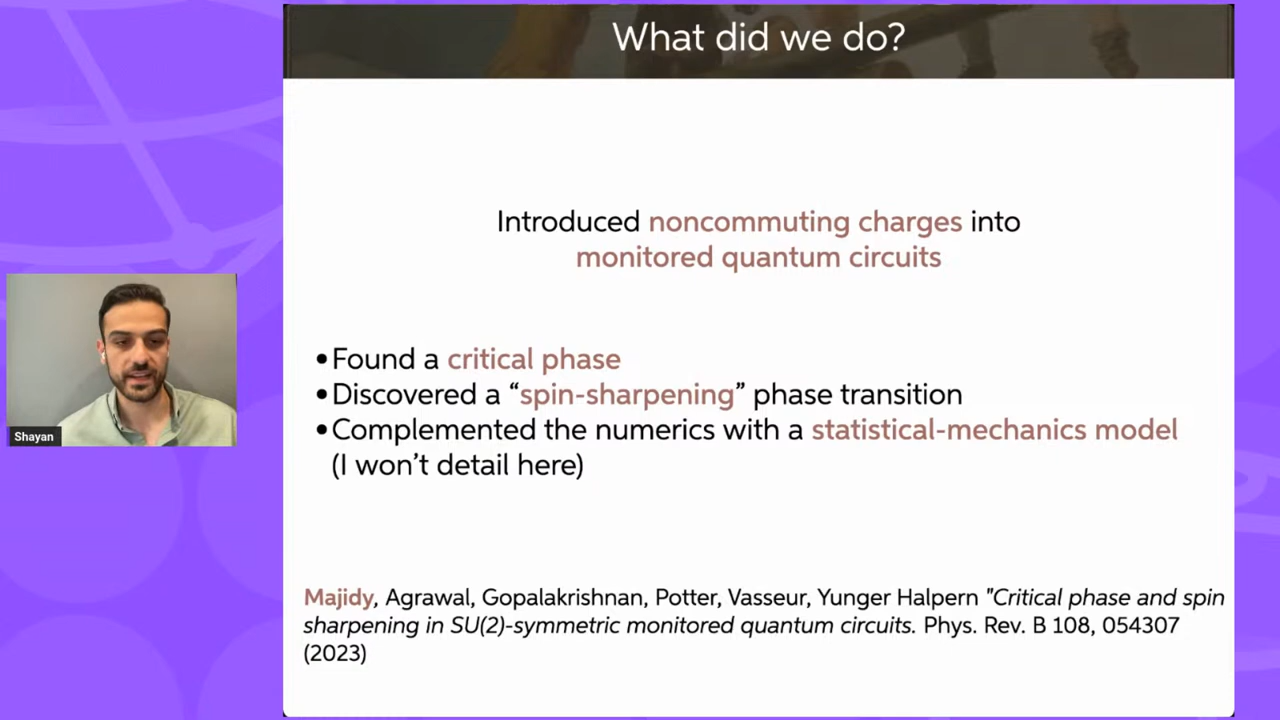 What did we do?
Introduced noncommuting charges into
monitored quantum circuits
•Found a critical phase
•Discovered a “spin-sharpening” phase transition
•Complemented the numerics with a statistical-mechanics model
(I won’t detail here)
Shayan
Majidy, Agrawal, Gopalakrishnan, Potter, Vasseur, Yunger Halpern "Critical phase and spin
sharpening in SU(2)-symmetric monitored quantum circuits. Phys. Rev. B 108, 054307
(2023)